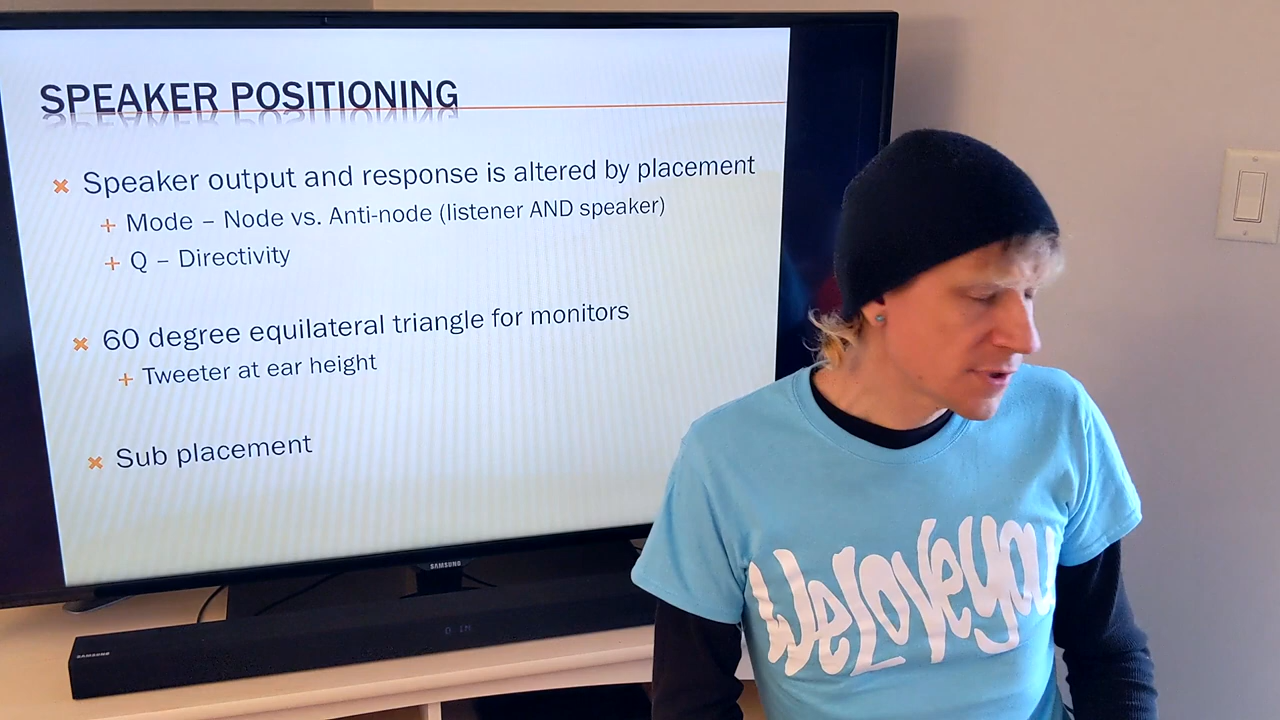 SPEAKER POSITIONING
Speaker output and response is altered by placement
Mode – Node vs. Anti-node (listener AND speaker)
Q – Directivity
60 degree equilateral triangle for monitors
Tweeter at ear height
Sub placement
SAMSUNG
SAMSUNG
WeLoveyou